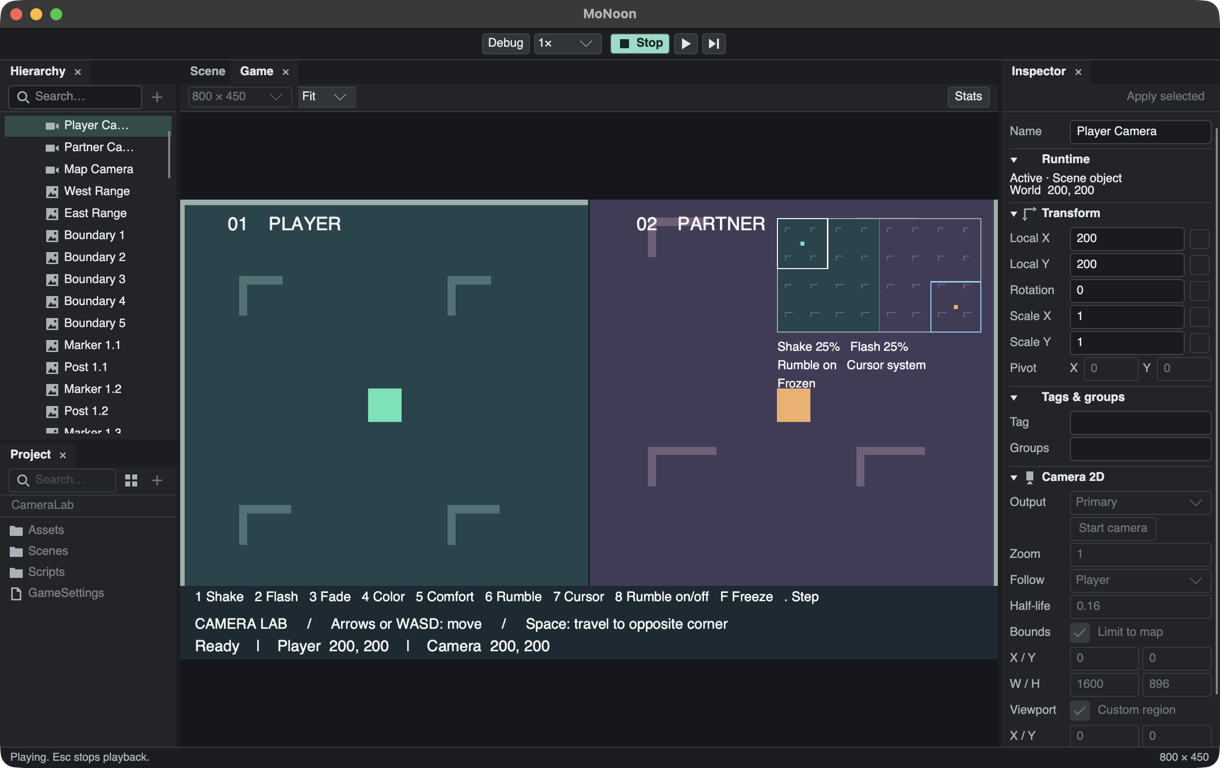 MoNoon
Debug 1× Stop
Hierarchy × Scene Game × Inspector ×
Search… +
800 × 450 Fit Stats
Apply selected
Player Ca…
Partner Ca…
Map Camera
West Range
East Range
Boundary 1
Boundary 2
Boundary 3
Boundary 4
Boundary 5
Marker 1.1
Post 1.1
Marker 1.2
Post 1.2
Marker 1.3
Project ×
Search… +
CameraLab
Assets
Scenes
Scripts
GameSettings
01 PLAYER
02 PARTNER
Shake 25% Flash 25%
Rumble on Cursor system
Frozen
1 Shake 2 Flash 3 Fade 4 Color 5 Comfort 6 Rumble 7 Cursor 8 Rumble on/off F Freeze . Step
CAMERA LAB / Arrows or WASD: move / Space: travel to opposite corner
Ready | Player 200, 200 | Camera 200, 200
Name Player Camera
Runtime
Active · Scene object
World 200, 200
Transform
Local X 200
Local Y 200
Rotation 0
Scale X 1
Scale Y 1
Pivot X 0 Y 0
Tags & groups
Tag
Groups
Camera 2D
Output Primary
Start camera
Zoom 1
Follow Player
Half-life 0.16
Bounds Limit to map
X / Y 0 0
W / H 1600 896
Viewport Custom region
X / Y 0 0
Playing. Esc stops playback.
800 × 450